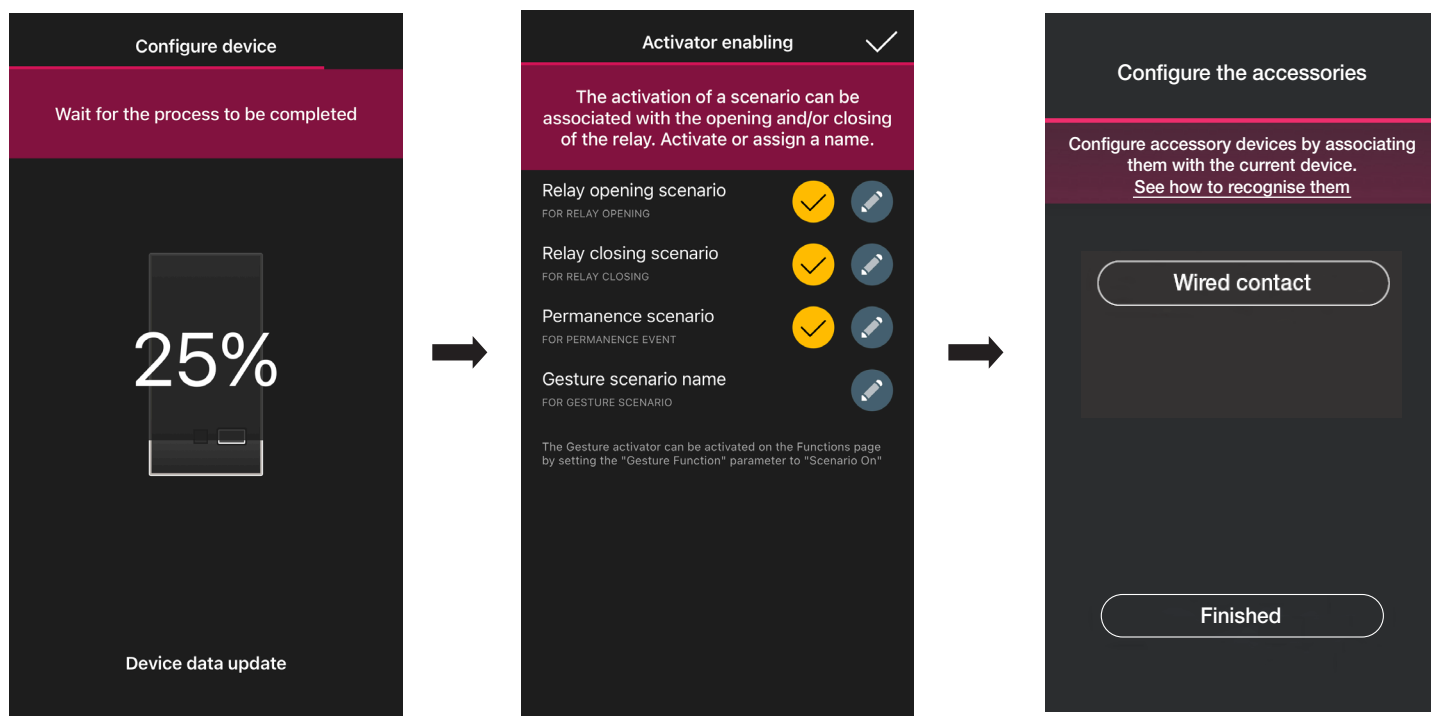 Configure device
Wait for the process to be completed
25%
Device data update
Activator enabling
The activation of a scenario can be
associated with the opening and/or closing
of the relay. Activate or assign a name.
Relay opening scenario
FOR RELAY OPENING
Relay closing scenario
FOR RELAY CLOSING
Permanence scenario
FOR PERMANENCE EVENT
Gesture scenario name
FOR GESTURE SCENARIO
The Gesture activator can be activated on the Functions page
by setting the "Gesture Function" parameter to "Scenario On"
Configure the accessories
Configure accessory devices by associating
them with the current device.
See how to recognise them
Wired contact
Finished